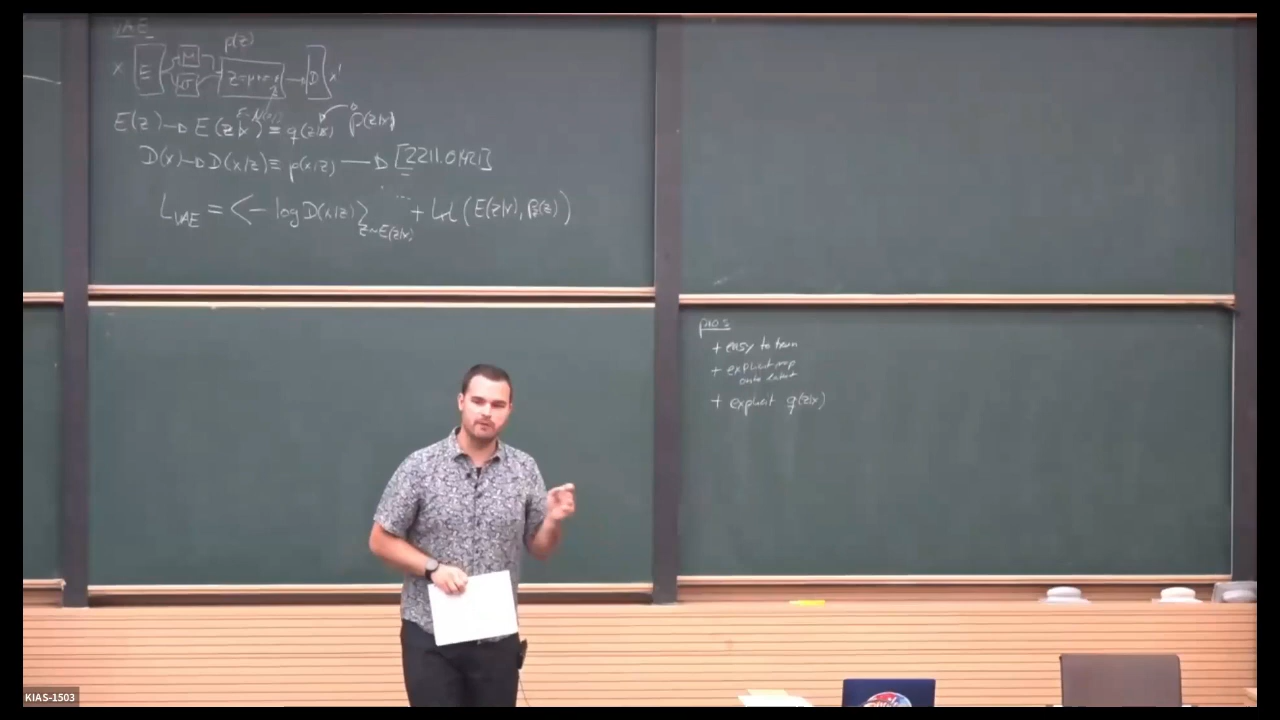 VAE
p(z)
x E μ σ D x'
E(z) → E(z|x) ≡ q(z|x) p(z|x)
D(x) → D(x|z) ≡ p(x|z) → [2211.01421]
L_VAE = <- log D(x|z)>_{z~E(z|x)} + KL(E(z|x), p(z))
pros
+ easy to train
+ explicit map
onto latent
+ explicit q(z|x)
KIAS-1503